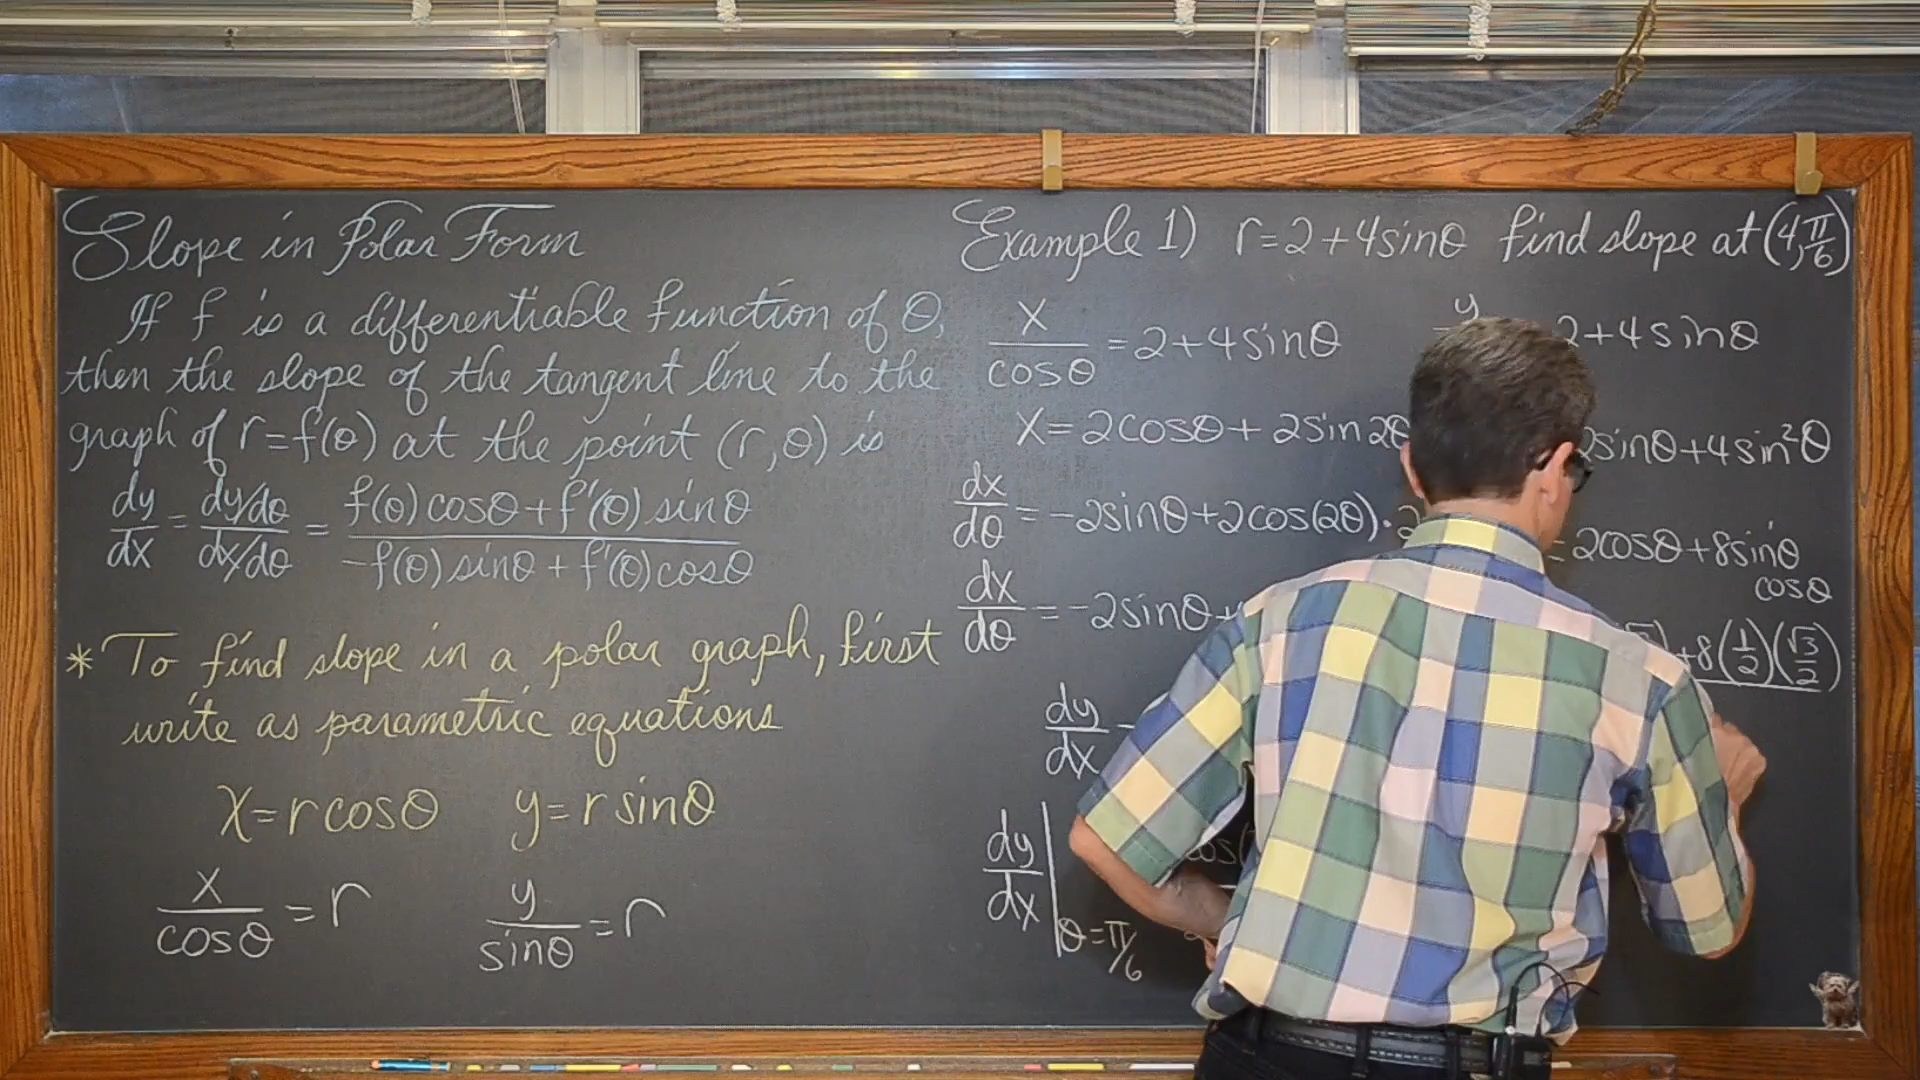 Slope in Polar Form
If f is a differentiable function of θ,
then the slope of the tangent line to the
graph of r=f(θ) at the point (r,θ) is
dy/dx = (dy/dθ)/(dx/dθ) = (f(θ)cosθ+f'(θ)sinθ)/(-f(θ)sinθ+f'(θ)cosθ)
* To find slope in a polar graph, first
write as parametric equations
x=rcosθ y=rsinθ
x/cosθ=r y/sinθ=r
Example 1) r=2+4sinθ find slope at (4,π/6)
x/cosθ=2+4sinθ y 2+4sinθ
x=2cosθ+2sin2θ 2sinθ+4sin²θ
dx/dθ=-2sinθ+2cos(2θ)·2 =2cosθ+8sinθ
cosθ
dx/dθ=-2sinθ+
+8(1/2)(√3/2)
dy/dx
dy/dx|θ=π/6